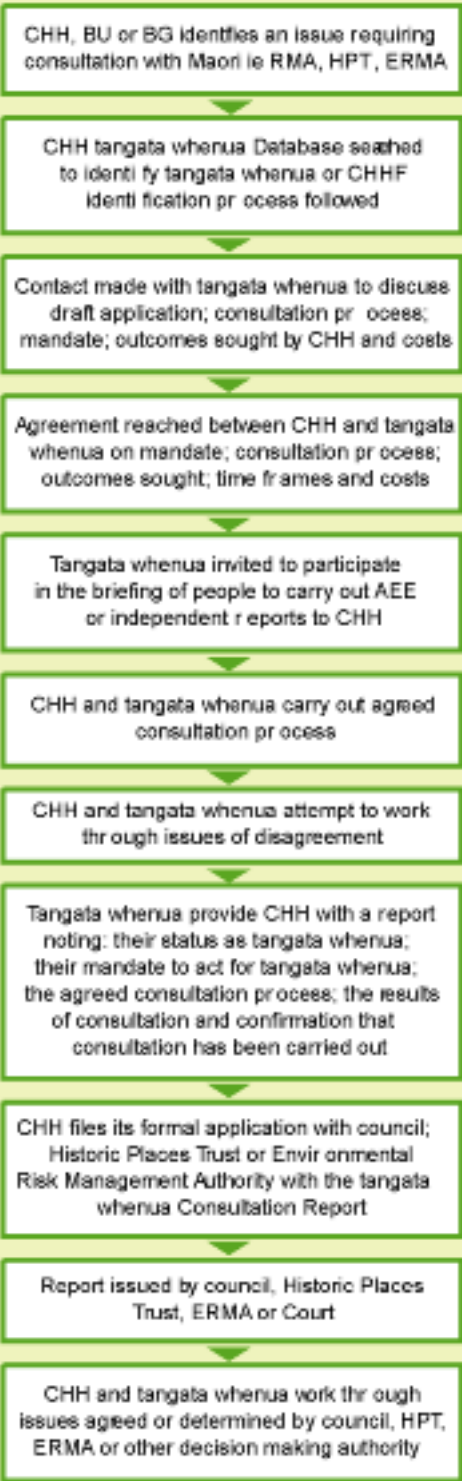 CHH, BU or BG identfies an issue requiring
consultation with Maori ie RMA, HPT, ERMA
CHH tangata whenua Database seathed
to identi fy tangata whenua or CHHF
identi fication pr ocess followed
Contact made with tangata whenua to discuss
draft application; consultation pr ocess;
mandate; outcomes sought by CHH and costs
Agreement reached between CHH and tangata
whenua on mandate; consultation pr ocess;
outcomes sought; time fr ames and costs
Tangata whenua invited to participate
in the briefing of people to carry out AEE
or independent r eports to CHH
CHH and tangata whenua carry out agreed
consultation pr ocess
CHH and tangata whenua attempt to work
thr ough issues of disagreement
Tangata whenua provide CHH with a report
noting: their status as tangata whenua;
their mandate to act for tangata whenua;
the agreed consultation process; the results
of consultation and confirmation that
consultation has been carried out
CHH files its formal application with council;
Historic Places Trust or Envir onmental
Risk Management Authority with the tangata
whenua Consultation Report
Report issued by council, Historic Places
Trust, ERMA or Court
CHH and tangata whenua work thr ough
issues agreed or determined by council, HPT,
ERMA or other decision making authority